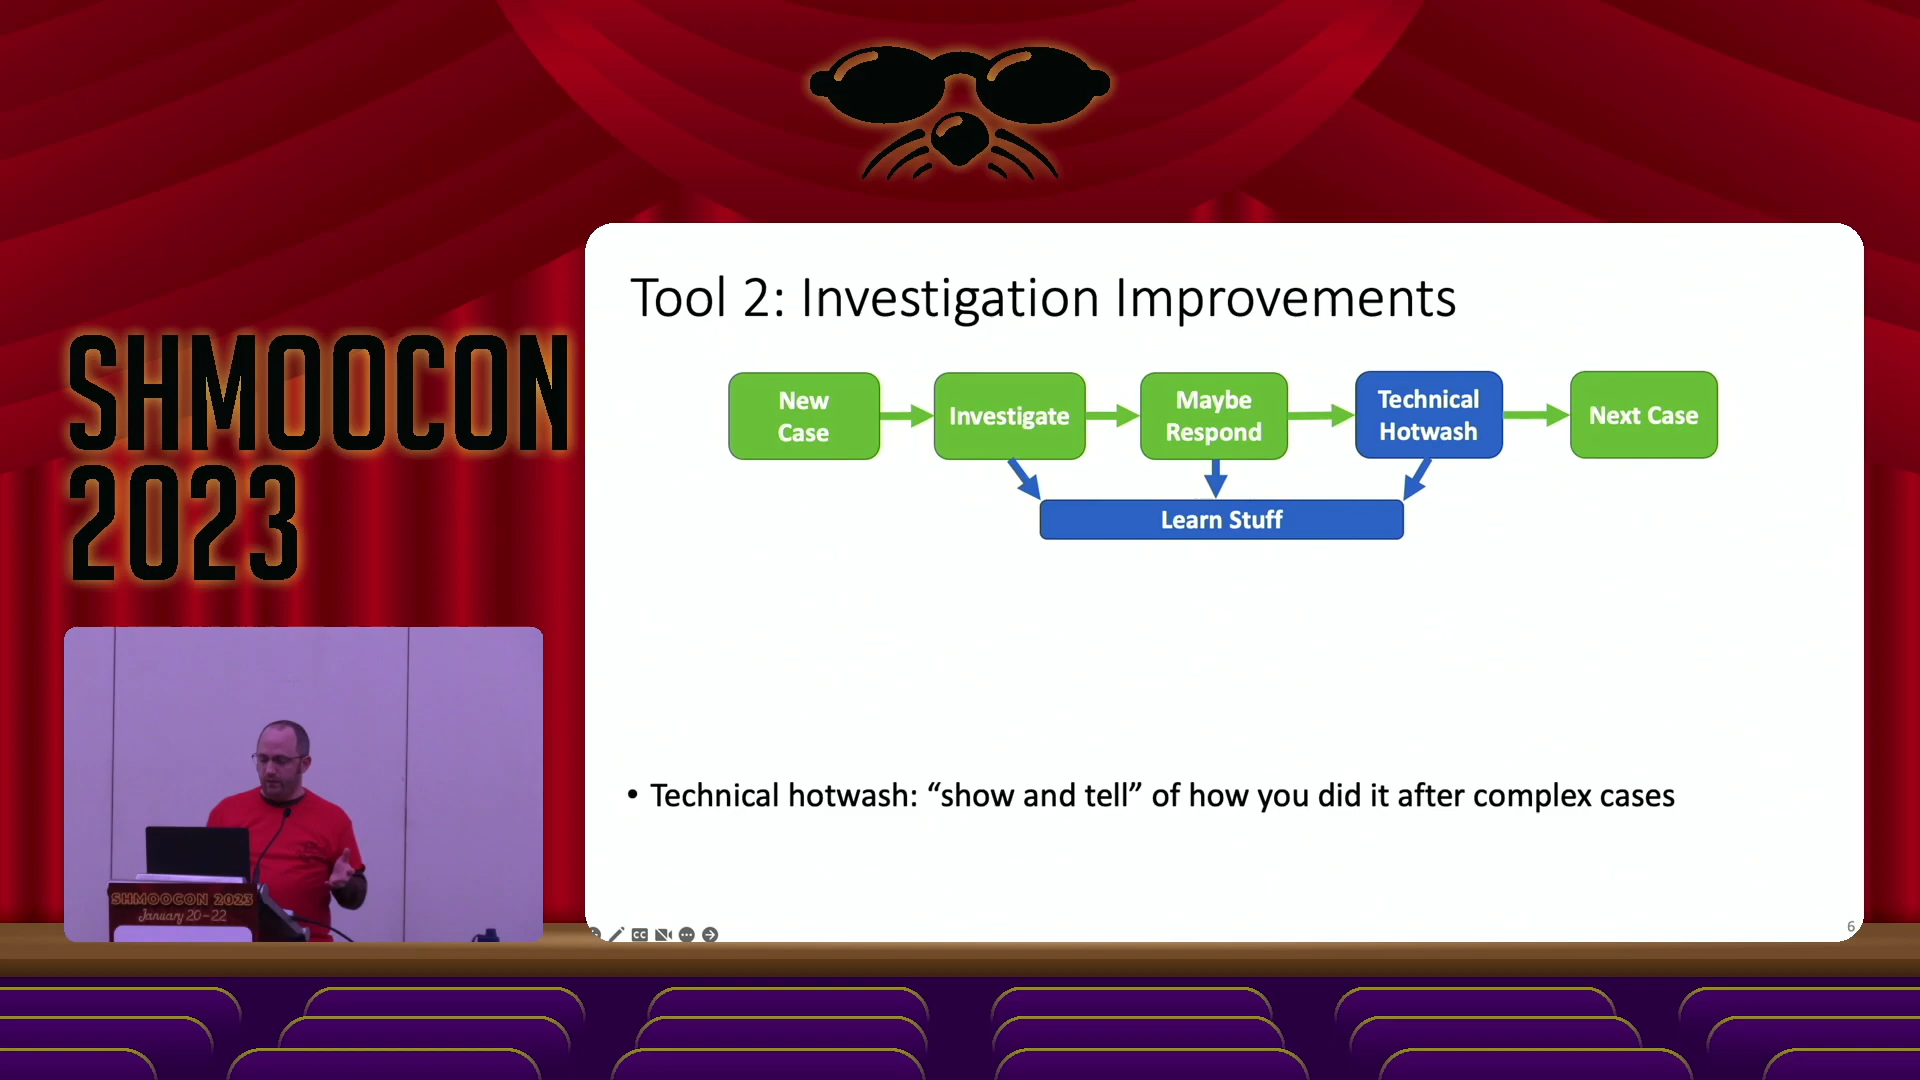 SHMOOCON
2023
Tool 2: Investigation Improvements
New
Case
Investigate
Maybe
Respond
Technical
Hotwash
Next Case
Learn Stuff
• Technical hotwash: “show and tell” of how you did it after complex cases
CC
6
SHMOOCON 2023
January 20-22